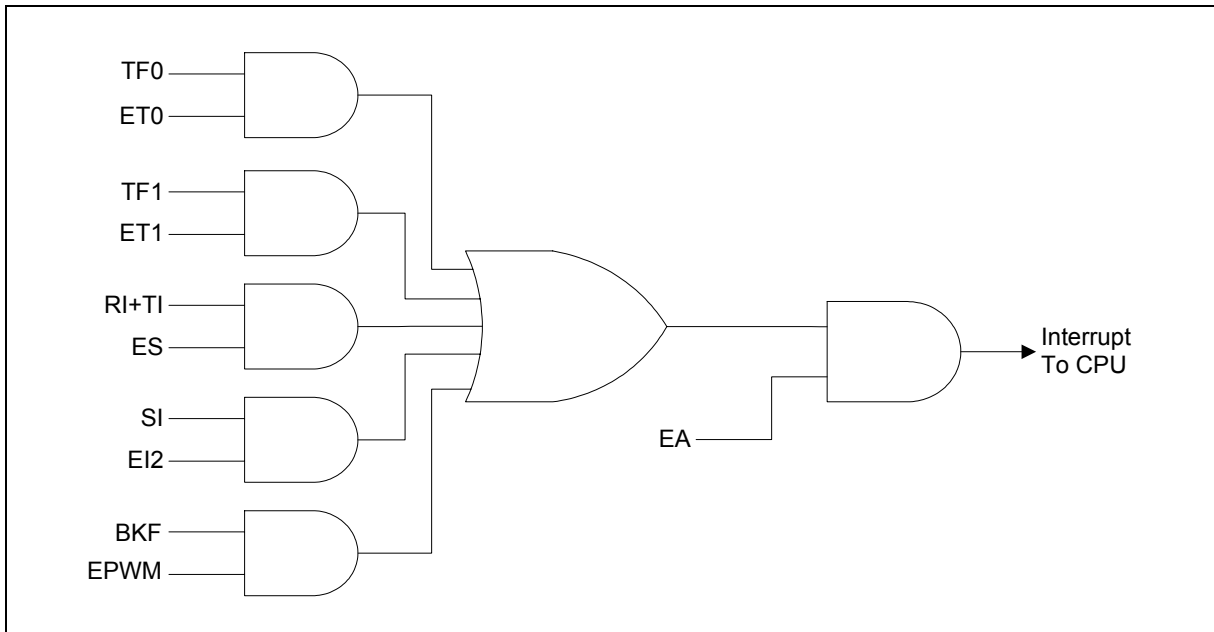 TF0
ET0
TF1
ET1
RI+TI
ES
SI
EI2
BKF
EPWM
EA
Interrupt
To CPU